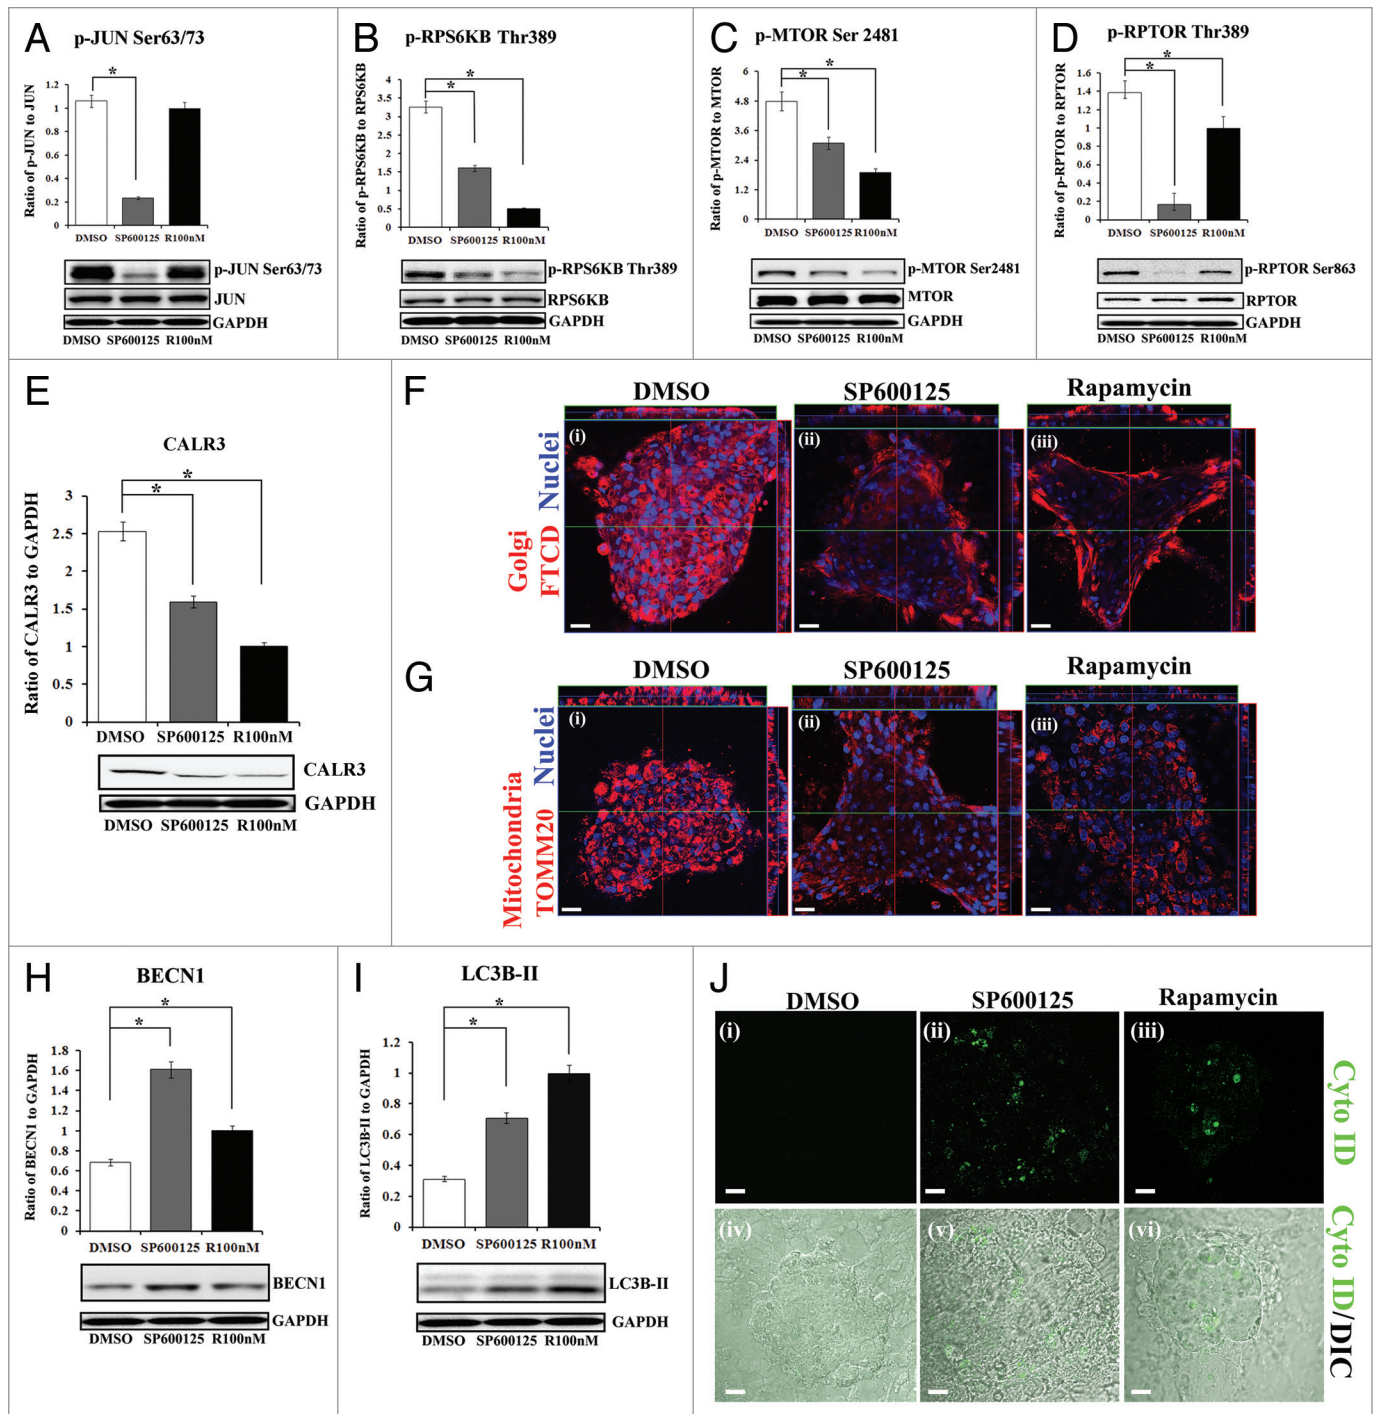 A
p-JUN Ser63/73
*
Ratio of p-JUN to JUN
1.2
1
0.8
0.6
0.4
0.2
0
DMSO SP600125 R100nM
p-JUN Ser63/73
JUN
GAPDH
DMSO SP600125 R100nM
B
p-RPS6KB Thr389
*
*
Ratio of p-RPS6KB to RPS6KB
4
3.5
3
2.5
2
1.5
1
0.5
0
DMSO SP600125 R100nM
p-RPS6KB Thr389
RPS6KB
GAPDH
DMSO SP600125 R100nM
C
p-MTOR Ser 2481
*
*
Ratio of p-MTOR to MTOR
6
4.8
3.6
2.4
1.2
0
DMSO SP600125 R100nM
p-MTOR Ser2481
MTOR
GAPDH
DMSO SP600125 R100nM
D
p-RPTOR Thr389
*
*
Ratio of p-RPTOR to RPTOR
1.6
1.4
1.2
1
0.8
0.6
0.4
0.2
0
DMSO SP600125 R100nM
p-RPTOR Ser863
RPTOR
GAPDH
DMSO SP600125 R100nM
E
CALR3
*
*
Ratio of CALR3 to GAPDH
3
2.5
2
1.5
1
0.5
0
DMSO SP600125 R100nM
CALR3
GAPDH
DMSO SP600125 R100nM
F
DMSO SP600125 Rapamycin
Golgi Nuclei
FTCD
(i) (ii) (iii)
G
DMSO SP600125 Rapamycin
Mitochondria Nuclei
TOMM20
(i) (ii) (iii)
H
BECN1
*
*
Ratio of BECN1 to GAPDH
1.8
1.6
1.4
1.2
1
0.8
0.6
0.4
0.2
0
DMSO SP600125 R100nM
BECN1
GAPDH
DMSO SP600125 R100nM
I
LC3B-II
*
*
Ratio of LC3B-II to GAPDH
1.2
1
0.8
0.6
0.4
0.2
0
DMSO SP600125 R100nM
LC3B-II
GAPDH
DMSO SP600125 R100nM
J
DMSO SP600125 Rapamycin
(i) (ii) (iii)
Cyto ID
(iv) (v) (vi)
Cyto ID/DIC